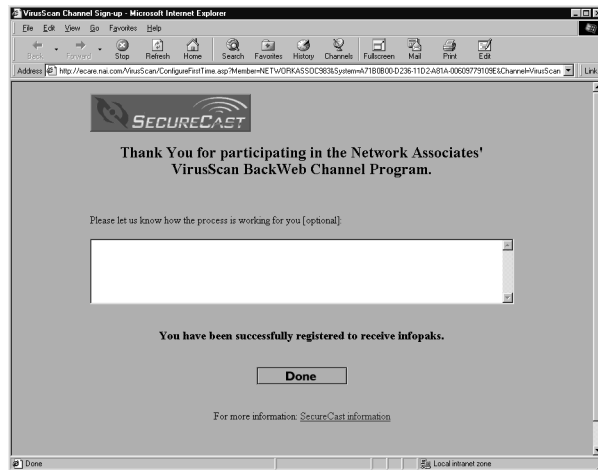 VirusScan Channel Sign-up - Microsoft Internet Explorer
File Edit View Go Favorites Help
Back Forward Stop Refresh Home Search Favorites History Channels Fullscreen Mail Print Edit
Address http://ecare.nai.com/VirusScan/ConfigureFirstTime.asp?Member=NETWORKASSOC983&System=A71B0B00-D236-11D2-A81A-00609779109E&Channel=VirusScan Link
SECURECAST
Thank You for participating in the Network Associates'
VirusScan BackWeb Channel Program.
Please let us know how the process is working for you [optional]:
You have been successfully registered to receive infopaks.
Done
For more information: SecureCast information
Done Local intranet zone